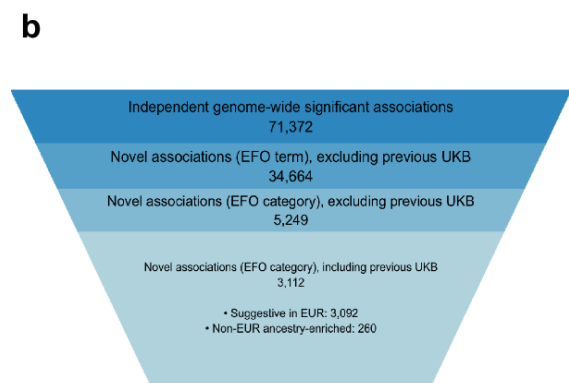 b
Independent genome-wide significant associations
71,372
Novel associations (EFO term), excluding previous UKB
34,664
Novel associations (EFO category), excluding previous UKB
5,249
Novel associations (EFO category), including previous UKB
3,112
• Suggestive in EUR: 3,092
• Non-EUR ancestry-enriched: 260